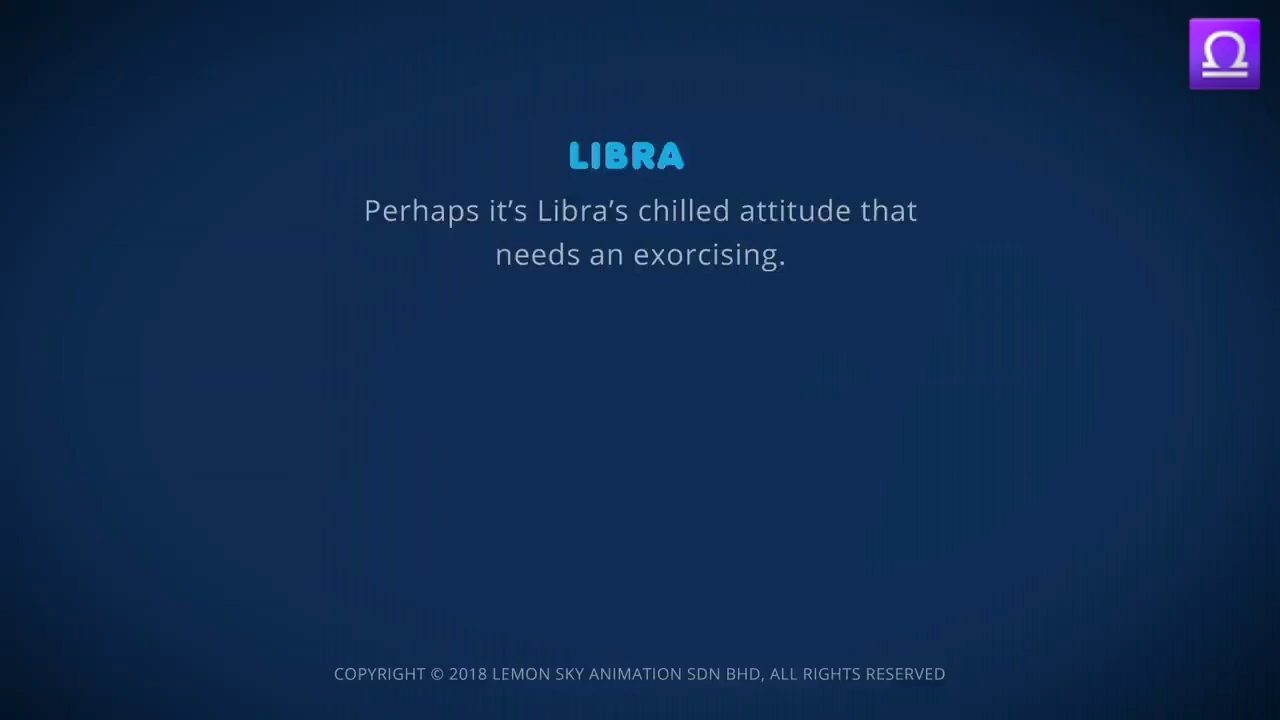 LIBRA
Perhaps it’s Libra’s chilled attitude that
needs an exorcising.
COPYRIGHT © 2018 LEMON SKY ANIMATION SDN BHD, ALL RIGHTS RESERVED